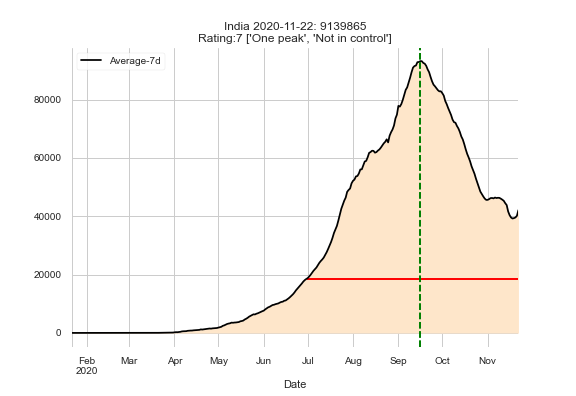 India 2020-11-22: 9139865
Rating:7 ['One peak', 'Not in control']
Average-7d
80000
60000
40000
20000
0
Feb Mar Apr May Jun Jul Aug Sep Oct Nov
2020
Date